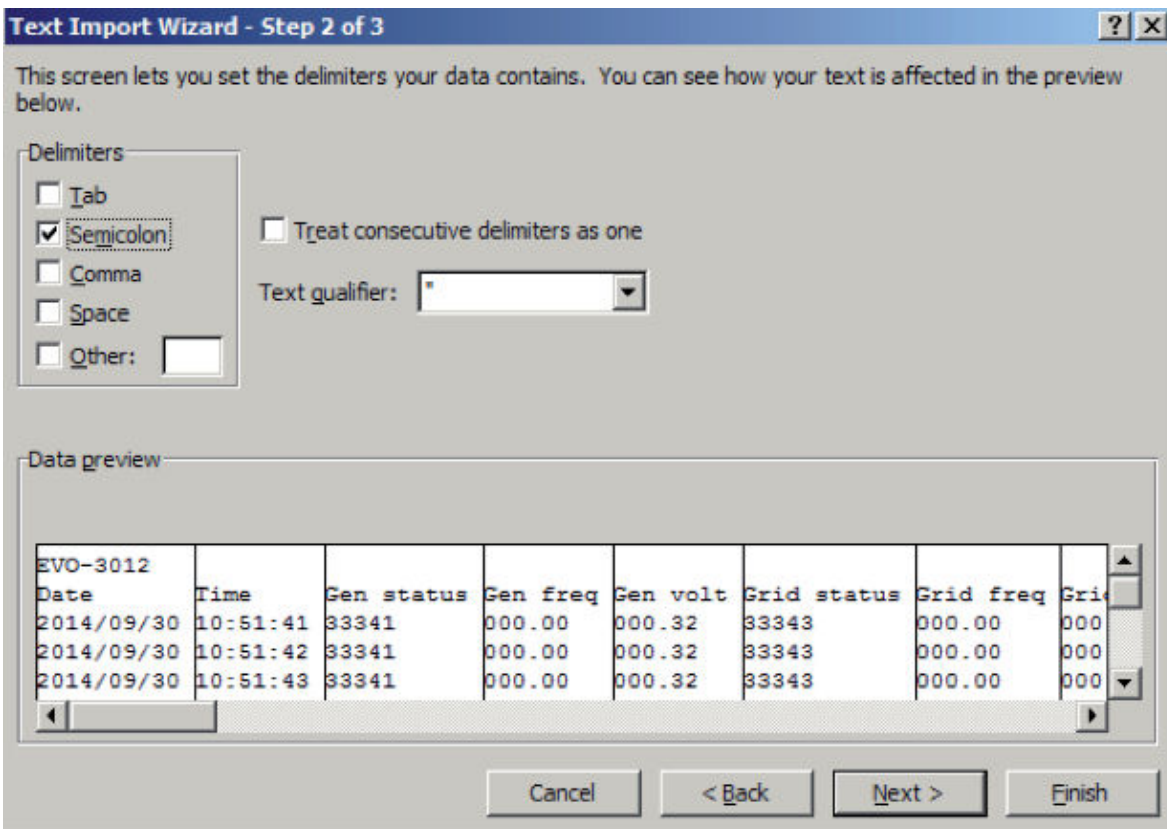 Text Import Wizard - Step 2 of 3
This screen lets you set the delimiters your data contains. You can see how your text is affected in the preview
below.
Delimiters
Tab
Semicolon
Comma
Space
Other:
Treat consecutive delimiters as one
Text qualifier: "
Data preview
EVO-3012
Date Time Gen status Gen freq Gen volt Grid status Grid freq Grid
2014/09/30 10:51:41 33341 000.00 000.32 33343 000.00 000
2014/09/30 10:51:42 33341 000.00 000.32 33343 000.00 000
2014/09/30 10:51:43 33341 000.00 000.32 33343 000.00 000
Cancel < Back Next > Finish